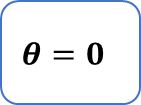 θ = 0